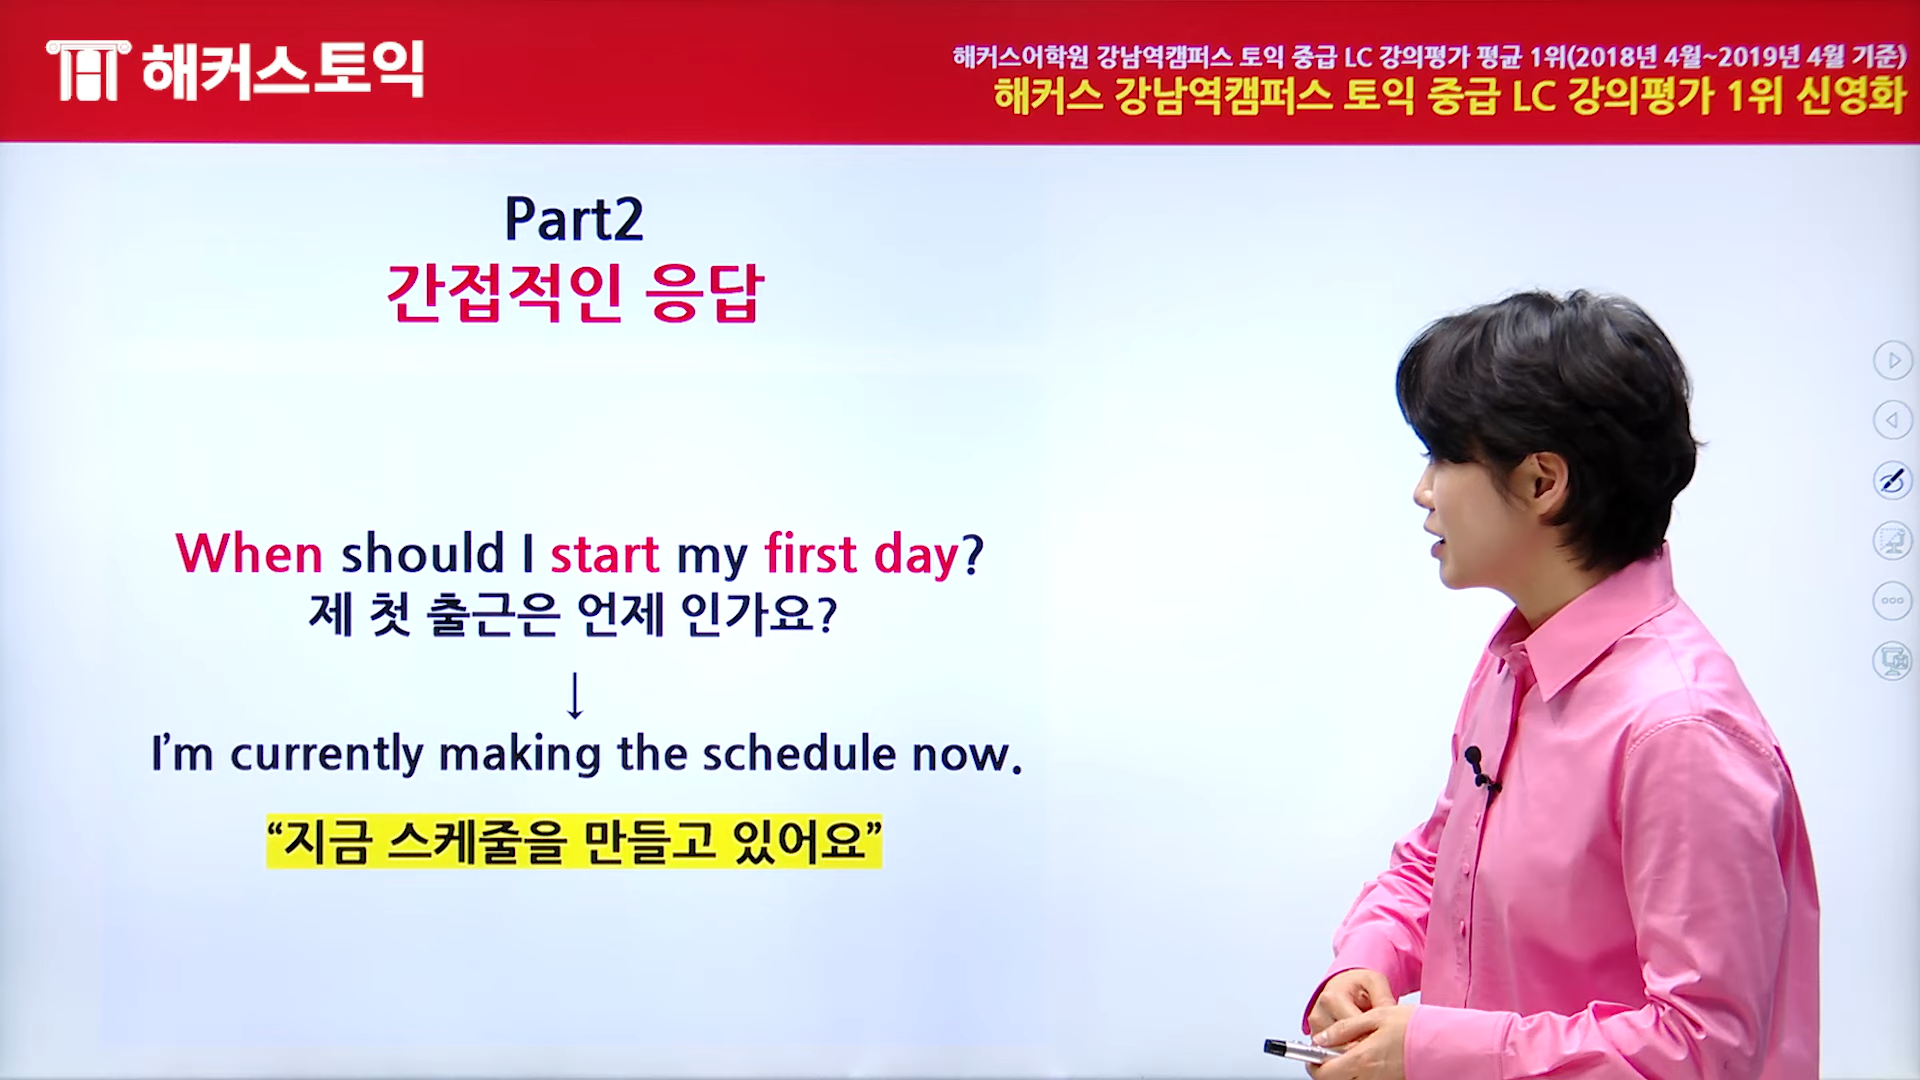 해커스토익
해커스어학원 강남역캠퍼스 토익 중급 LC 강의평가 평균 1위(2018년 4월~2019년 4월 기준)
해커스 강남역캠퍼스 토익 중급 LC 강의평가 1위 신영화
Part2
간접적인 응답
When should I start my first day?
제 첫 출근은 언제 인가요?
↓
I'm currently making the schedule now.
“지금 스케줄을 만들고 있어요”